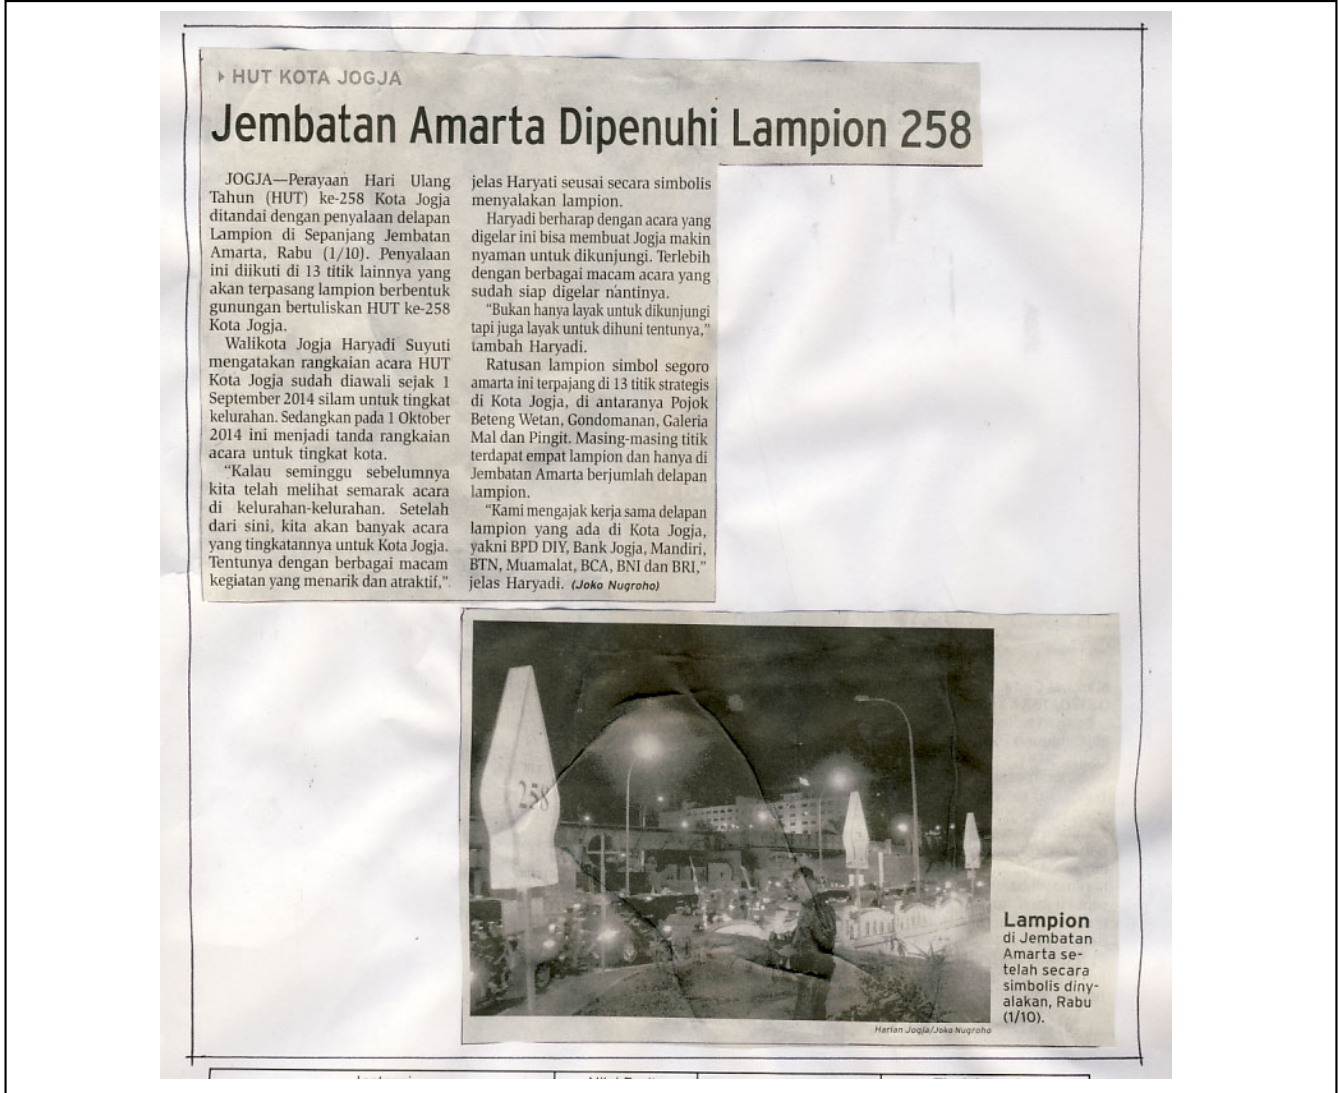 HUT KOTA JOGJA
Jembatan Amarta Dipenuhi Lampion 258
JOGJA—Perayaan Hari Ulang
Tahun (HUT) ke-258 Kota Jogja
ditandai dengan penyalaan delapan
Lampion di Sepanjang Jembatan
Amarta, Rabu (1/10). Penyalaan
ini diikuti di 13 titik lainnya yang
akan terpasang lampion berbentuk
gunungan bertuliskan HUT ke-258
Kota Jogja.
Walikota Jogja Haryadi Suyuti
mengatakan rangkaian acara HUT
Kota Jogja sudah diawali sejak 1
September 2014 silam untuk tingkat
kelurahan. Sedangkan pada 1 Oktober
2014 ini menjadi tanda rangkaian
acara untuk tingkat kota.
"Kalau seminggu sebelumnya
kita telah melihat semarak acara
di kelurahan-kelurahan. Setelah
dari sini, kita akan banyak acara
yang tingkatannya untuk Kota Jogja.
Tentunya dengan berbagai macam
kegiatan yang menarik dan atraktif,"
jelas Haryati seusai secara simbolis
menyalakan lampion.
Haryadi berharap dengan acara yang
digelar ini bisa membuat Jogja makin
nyaman untuk dikunjungi. Terlebih
dengan berbagai macam acara yang
sudah siap digelar nantinya.
"Bukan hanya layak untuk dikunjungi
tapi juga layak untuk dihuni tentunya,"
tambah Haryadi.
Ratusan lampion simbol segoro
amarta ini terpajang di 13 titik strategis
di Kota Jogja, di antaranya Pojok
Beteng Wetan, Gondomanan, Galeria
Mal dan Pingit. Masing-masing titik
terdapat empat lampion dan hanya di
Jembatan Amarta berjumlah delapan
lampion.
"Kami mengajak kerja sama delapan
lampion yang ada di Kota Jogja,
yakni BPD DIY, Bank Jogja, Mandiri,
BTN, Muamalat, BCA, BNI dan BRI,"
jelas Haryadi. (Joko Nugroho)
258
Lampion
di Jembatan
Amarta se-
telah secara
simbolis diny-
alakan, Rabu
(1/10).
Harian Jogja/Joko Nugroho